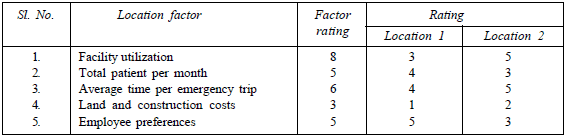 Sl. No. Location factor Factor rating Rating
Location 1 Location 2
1. Facility utilization 8 3 5
2. Total patient per month 5 4 3
3. Average time per emergency trip 6 4 5
4. Land and construction costs 3 1 2
5. Employee preferences 5 5 3